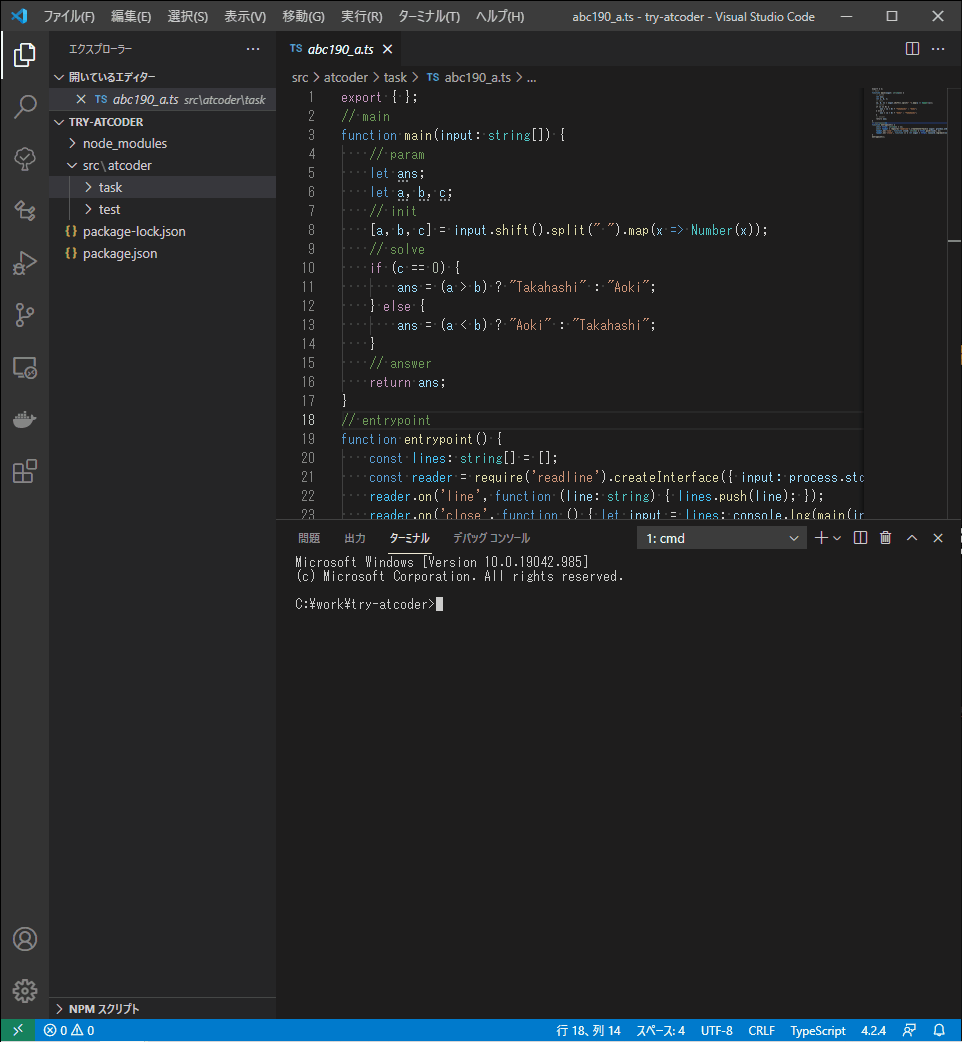 ファイル(F) 編集(E) 選択(S) 表示(V) 移動(G) 実行(R) ターミナル(T) ヘルプ(H) abc190_a.ts - try-atcoder - Visual Studio Code
エクスプローラー
開いているエディター
TS abc190_a.ts src\atcoder\task
TRY-ATCODER
node_modules
src\atcoder
task
test
{} package-lock.json
{} package.json
NPM スクリプト
TS abc190_a.ts
src > atcoder > task > TS abc190_a.ts > ...
1 export { };
2 // main
3 function main(input: string[]) {
4 // param
5 let ans;
6 let a, b, c;
7 // init
8 [a, b, c] = input.shift().split(" ").map(x => Number(x));
9 // solve
10 if (c == 0) {
11 ans = (a > b) ? "Takahashi" : "Aoki";
12 } else {
13 ans = (a < b) ? "Aoki" : "Takahashi";
14 }
15 // answer
16 return ans;
17 }
18 // entrypoint
19 function entrypoint() {
20 const lines: string[] = [];
21 const reader = require('readline').createInterface({ input: process.stc
22 reader.on('line', function (line: string) { lines.push(line); });
23 reader.on('close', function () { let input = lines; console.log(main(in
問題 出力 ターミナル デバッグ コンソール 1: cmd
Microsoft Windows [Version 10.0.19042.985]
(c) Microsoft Corporation. All rights reserved.
C:¥work¥try-atcoder>
0 0 行 18、列 14 スペース: 4 UTF-8 CRLF TypeScript 4.2.4